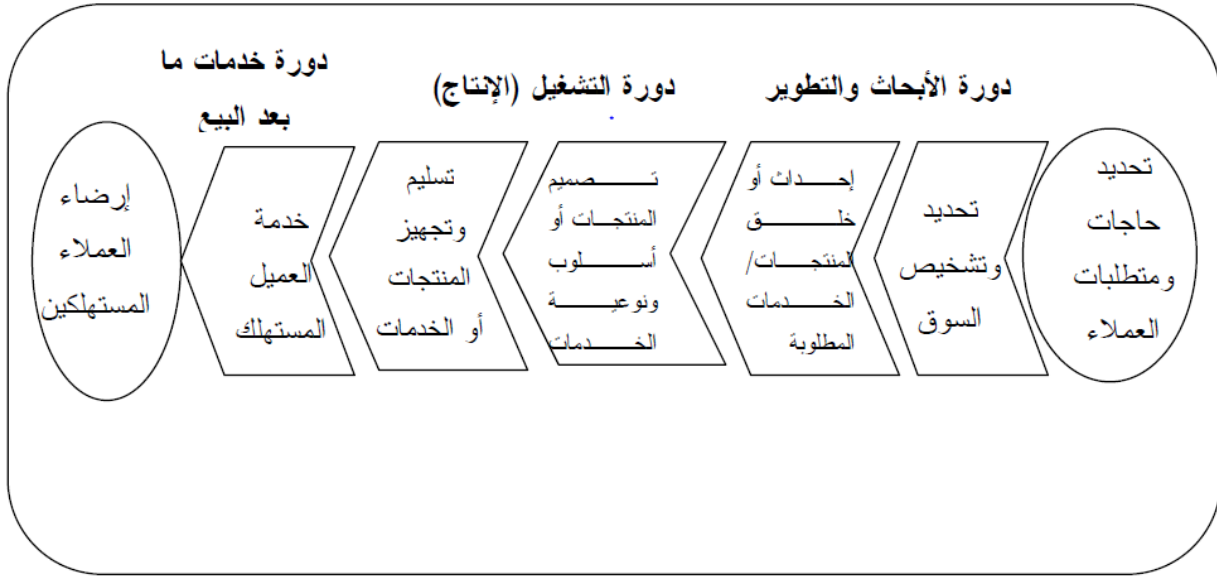 دورة الأبحاث والتطوير
دورة التشغيل (الإنتاج)
دورة خدمات ما
بعد البيع
تحديد
حاجات
ومتطلبات
العملاء
تحديد
وتشخيص
السوق
إحداث أو
خلق
المنتجات/
الخدمات
المطلوبة
تصميم
المنتجات أو
أسلوب
ونوعية
الخدمات
تسليم
وتجهيز
المنتجات
أو الخدمات
خدمة
العميل
المستهلك
إرضاء
العملاء
المستهلكين